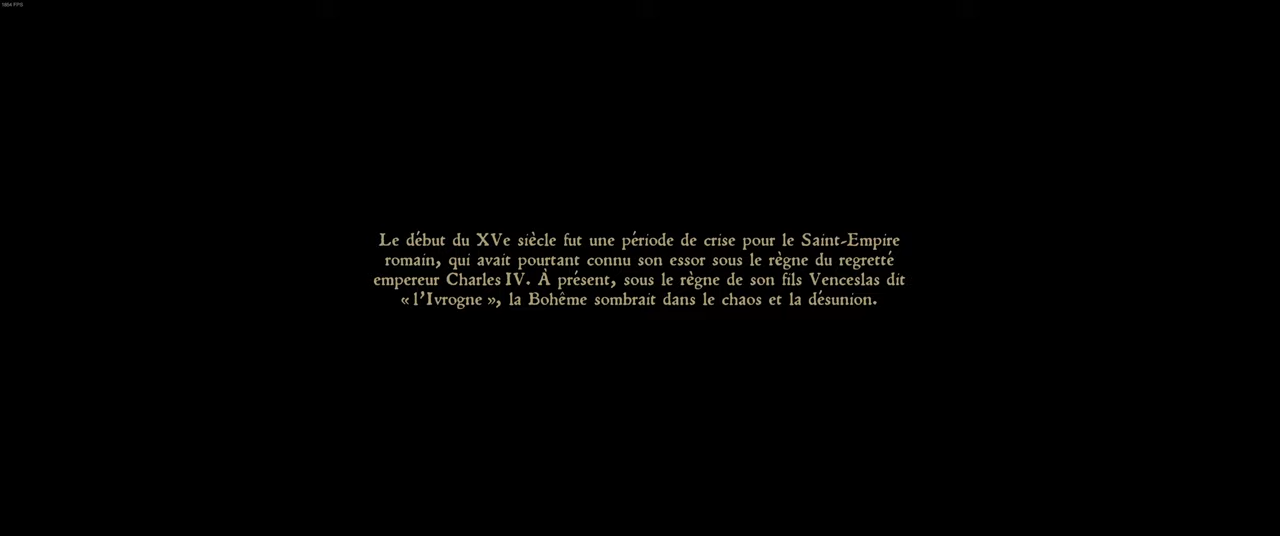 1854 FPS
Le début du XVe siècle fut une période de crise pour le Saint-Empire
romain, qui avait pourtant connu son essor sous le règne du regretté
empereur Charles IV. À présent, sous le règne de son fils Venceslas dit
« l'Ivrogne », la Bohême sombrait dans le chaos et la désunion.